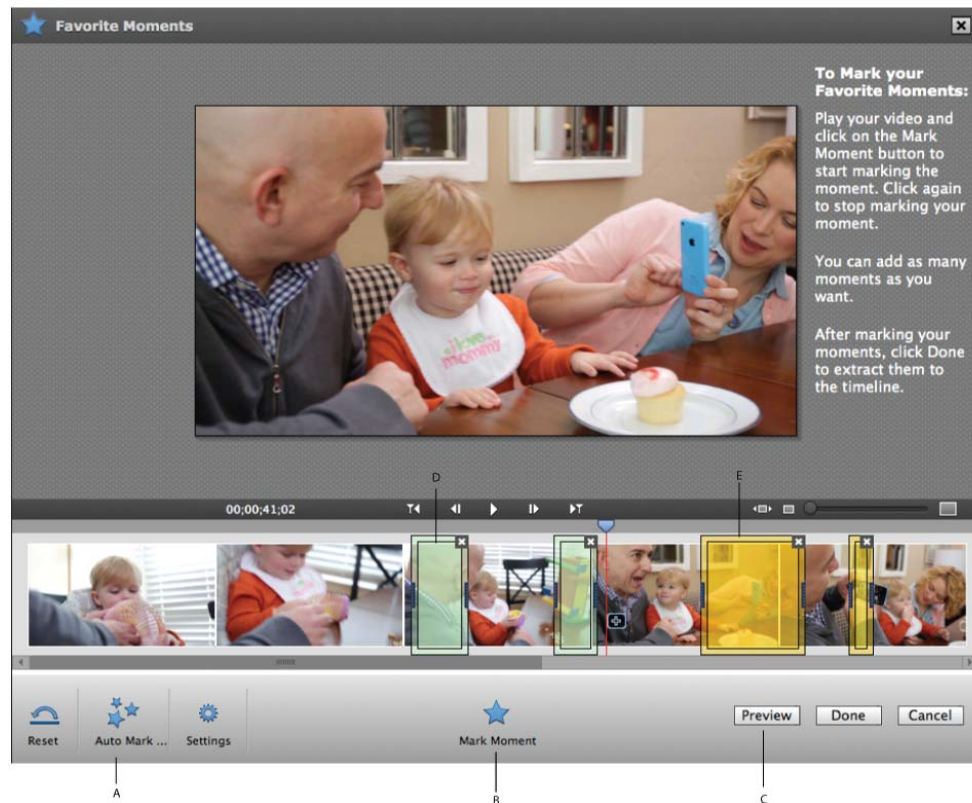 Favorite Moments
To Mark your
Favorite Moments:
Play your video and
click on the Mark
Moment button to
start marking the
moment. Click again
to stop marking your
moment.
You can add as many
moments as you
want.
After marking your
moments, click Done
to extract them to
the timeline.
i love
mommy
D
E
00;00;41;02
Reset
Auto Mark ...
Settings
Mark Moment
Preview
Done
Cancel
A
B
C